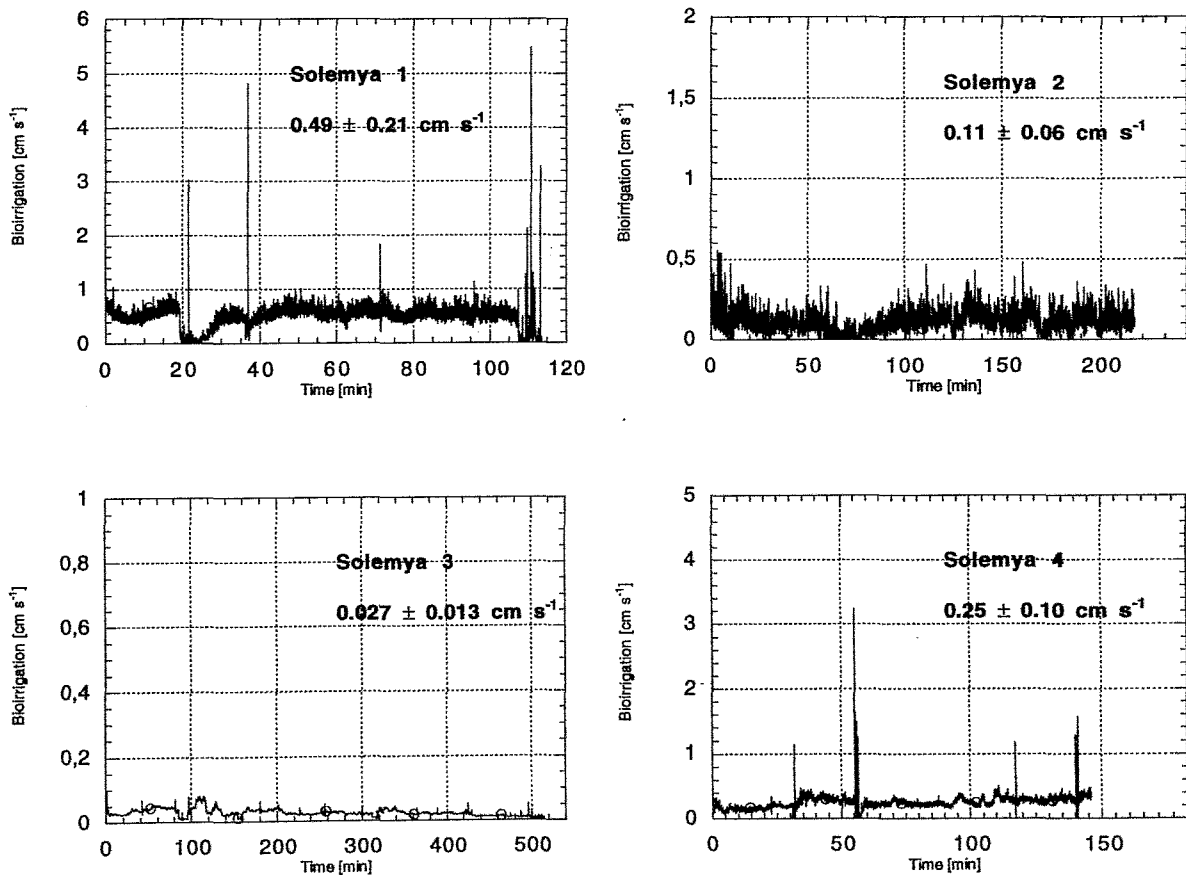 Bioirrigation [cm s-1]
6
5
4
3
2
1
0
Solemya 1
0.49 ± 0.21 cm s-1
0 20 40 60 80 100 120
Time [min]
Bioirrigation [cm s-1]
2
1,5
1
0,5
0
Solemya 2
0.11 ± 0.06 cm s-1
0 50 100 150 200
Time [min]
Bioirrigation [cm s-1]
1
0,8
0,6
0,4
0,2
0
Solemya 3
0.027 ± 0.013 cm s-1
0 100 200 300 400 500
Time [min]
Bioirrigation [cm s-1]
5
4
3
2
1
0
Solemya 4
0.25 ± 0.10 cm s-1
0 50 100 150
Time [min]